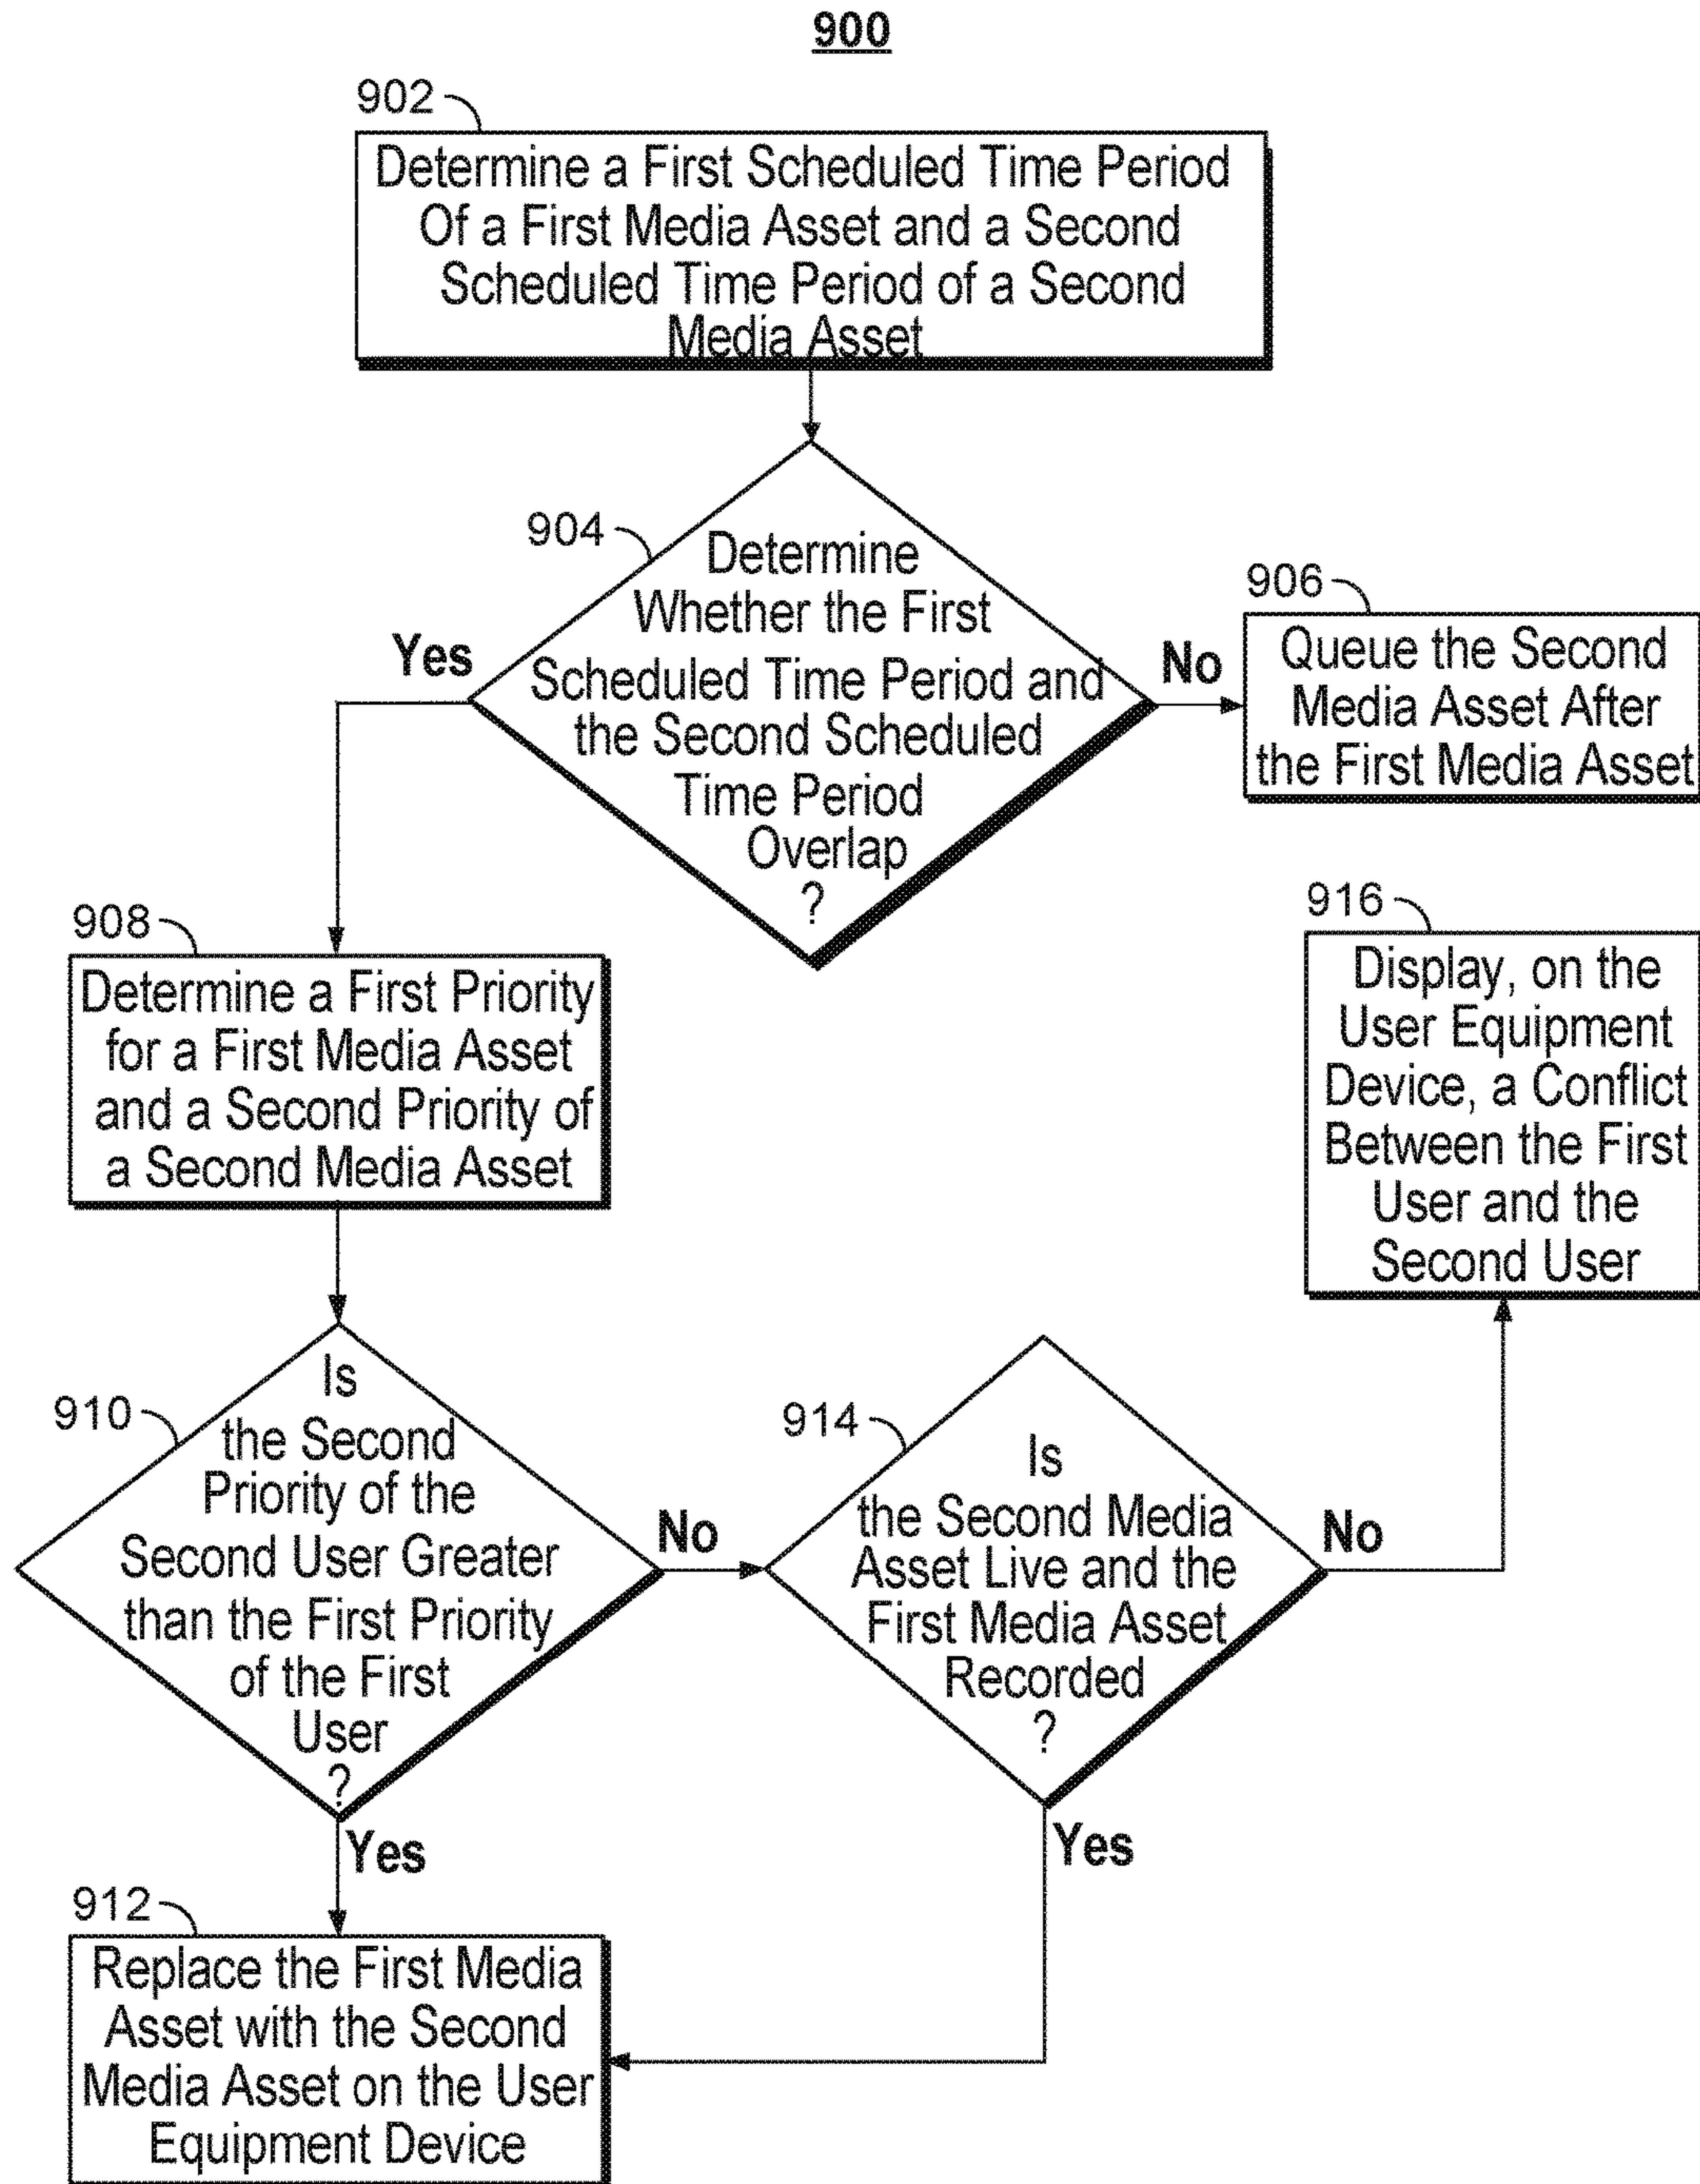 900
902
Determine a First Scheduled Time Period
Of a First Media Asset and a Second
Scheduled Time Period of a Second
Media Asset
904
Determine
Whether the First
Scheduled Time Period and
the Second Scheduled
Time Period
Overlap
?
Yes
No
906
Queue the Second
Media Asset After
the First Media Asset
908
Determine a First Priority
for a First Media Asset
and a Second Priority of
a Second Media Asset
916
Display, on the
User Equipment
Device, a Conflict
Between the First
User and the
Second User
910
Is
the Second
Priority of the
Second User Greater
than the First Priority
of the First
User
?
No
Yes
914
Is
the Second Media
Asset Live and the
First Media Asset
Recorded
?
No
Yes
912
Replace the First Media
Asset with the Second
Media Asset on the User
Equipment Device